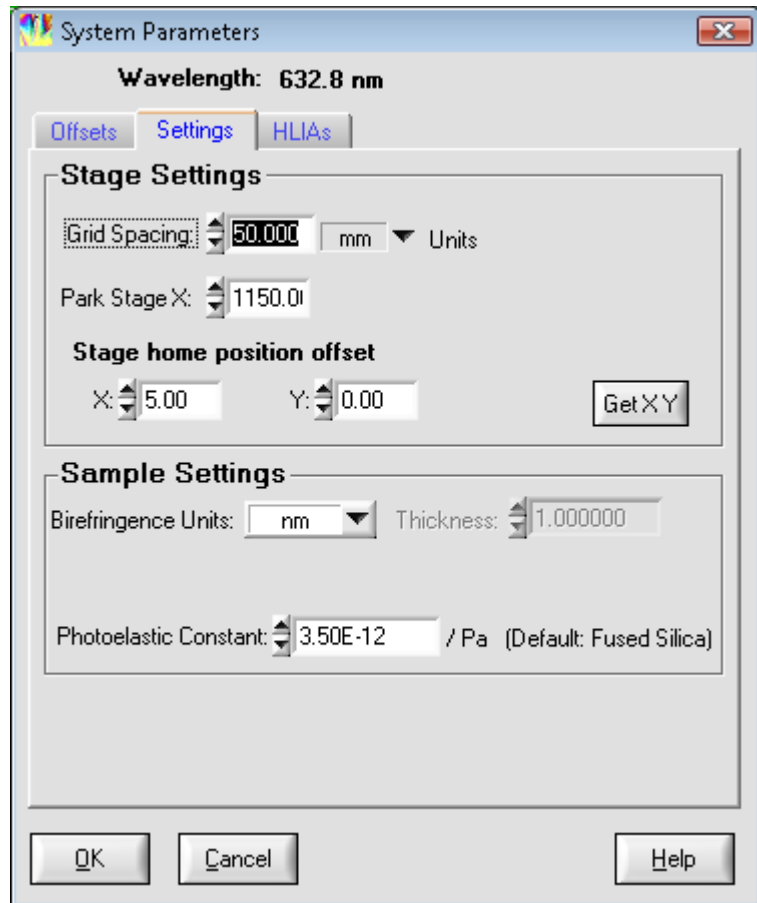 System Parameters
Wavelength: 632.8 nm
Offsets Settings HLIAs
Stage Settings
Grid Spacing: 50.000 mm Units
Park Stage X: 1150.0
Stage home position offset
X: 5.00 Y: 0.00 Get X Y
Sample Settings
Birefringence Units: nm Thickness: 1.000000
Photoelastic Constant: 3.50E-12 / Pa (Default: Fused Silica)
OK Cancel Help